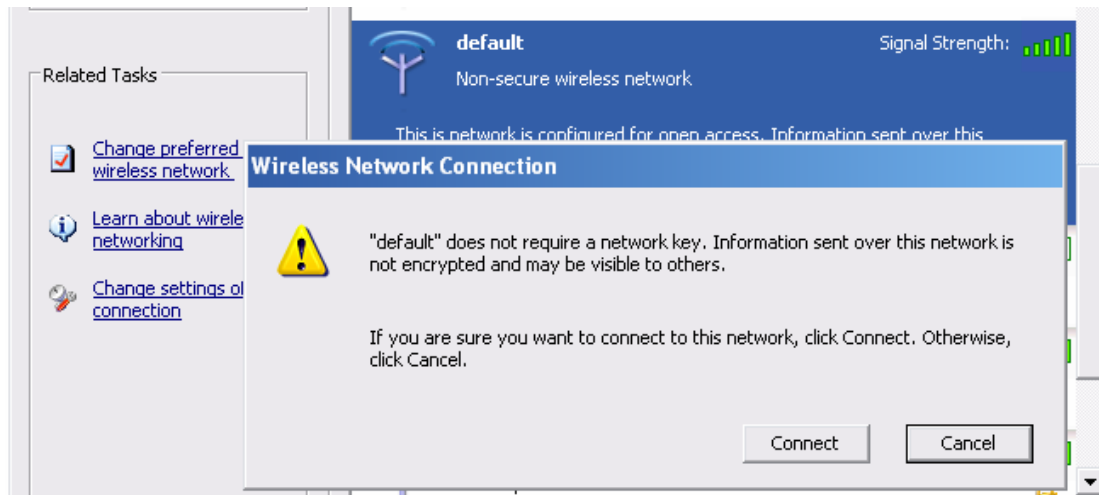 default
Signal Strength:
Non-secure wireless network
Related Tasks
This is network is configured for open access. Information sent over this
Change preferred
wireless network
Learn about wirele
networking
Change settings of
connection
Wireless Network Connection
"default" does not require a network key. Information sent over this network is
not encrypted and may be visible to others.
If you are sure you want to connect to this network, click Connect. Otherwise,
click Cancel.
Connect
Cancel